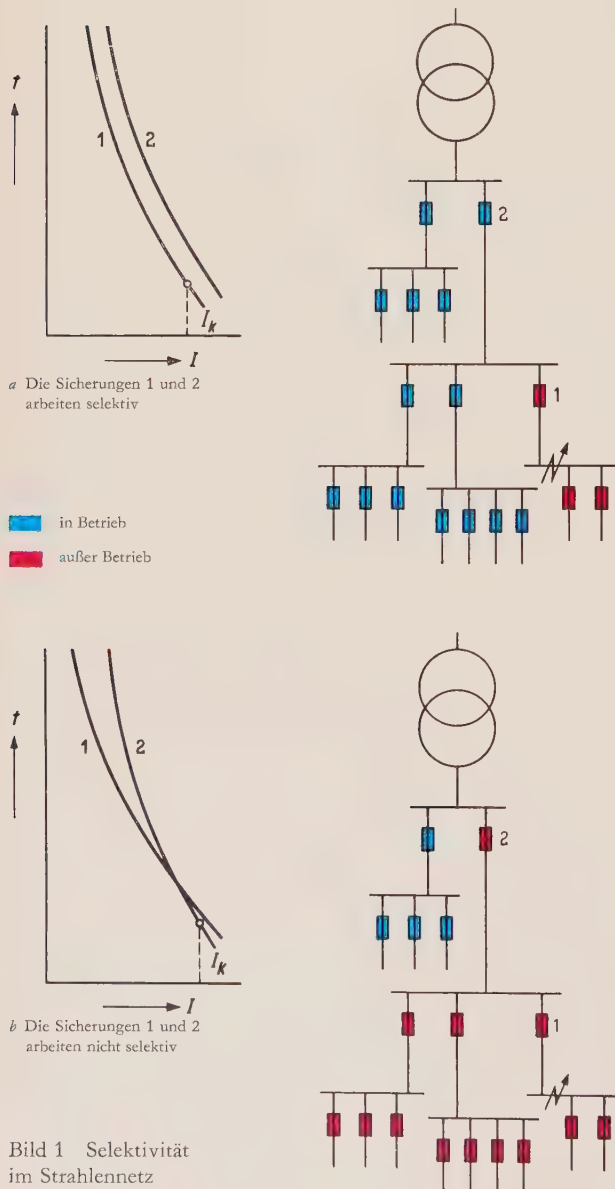 t
1
2
I_k
I
a Die Sicherungen 1 und 2
arbeiten selektiv
2
1
in Betrieb
außer Betrieb
t
1
2
I_k
I
b Die Sicherungen 1 und 2
arbeiten nicht selektiv
2
1
Bild 1 Selektivität
im Strahlennetz